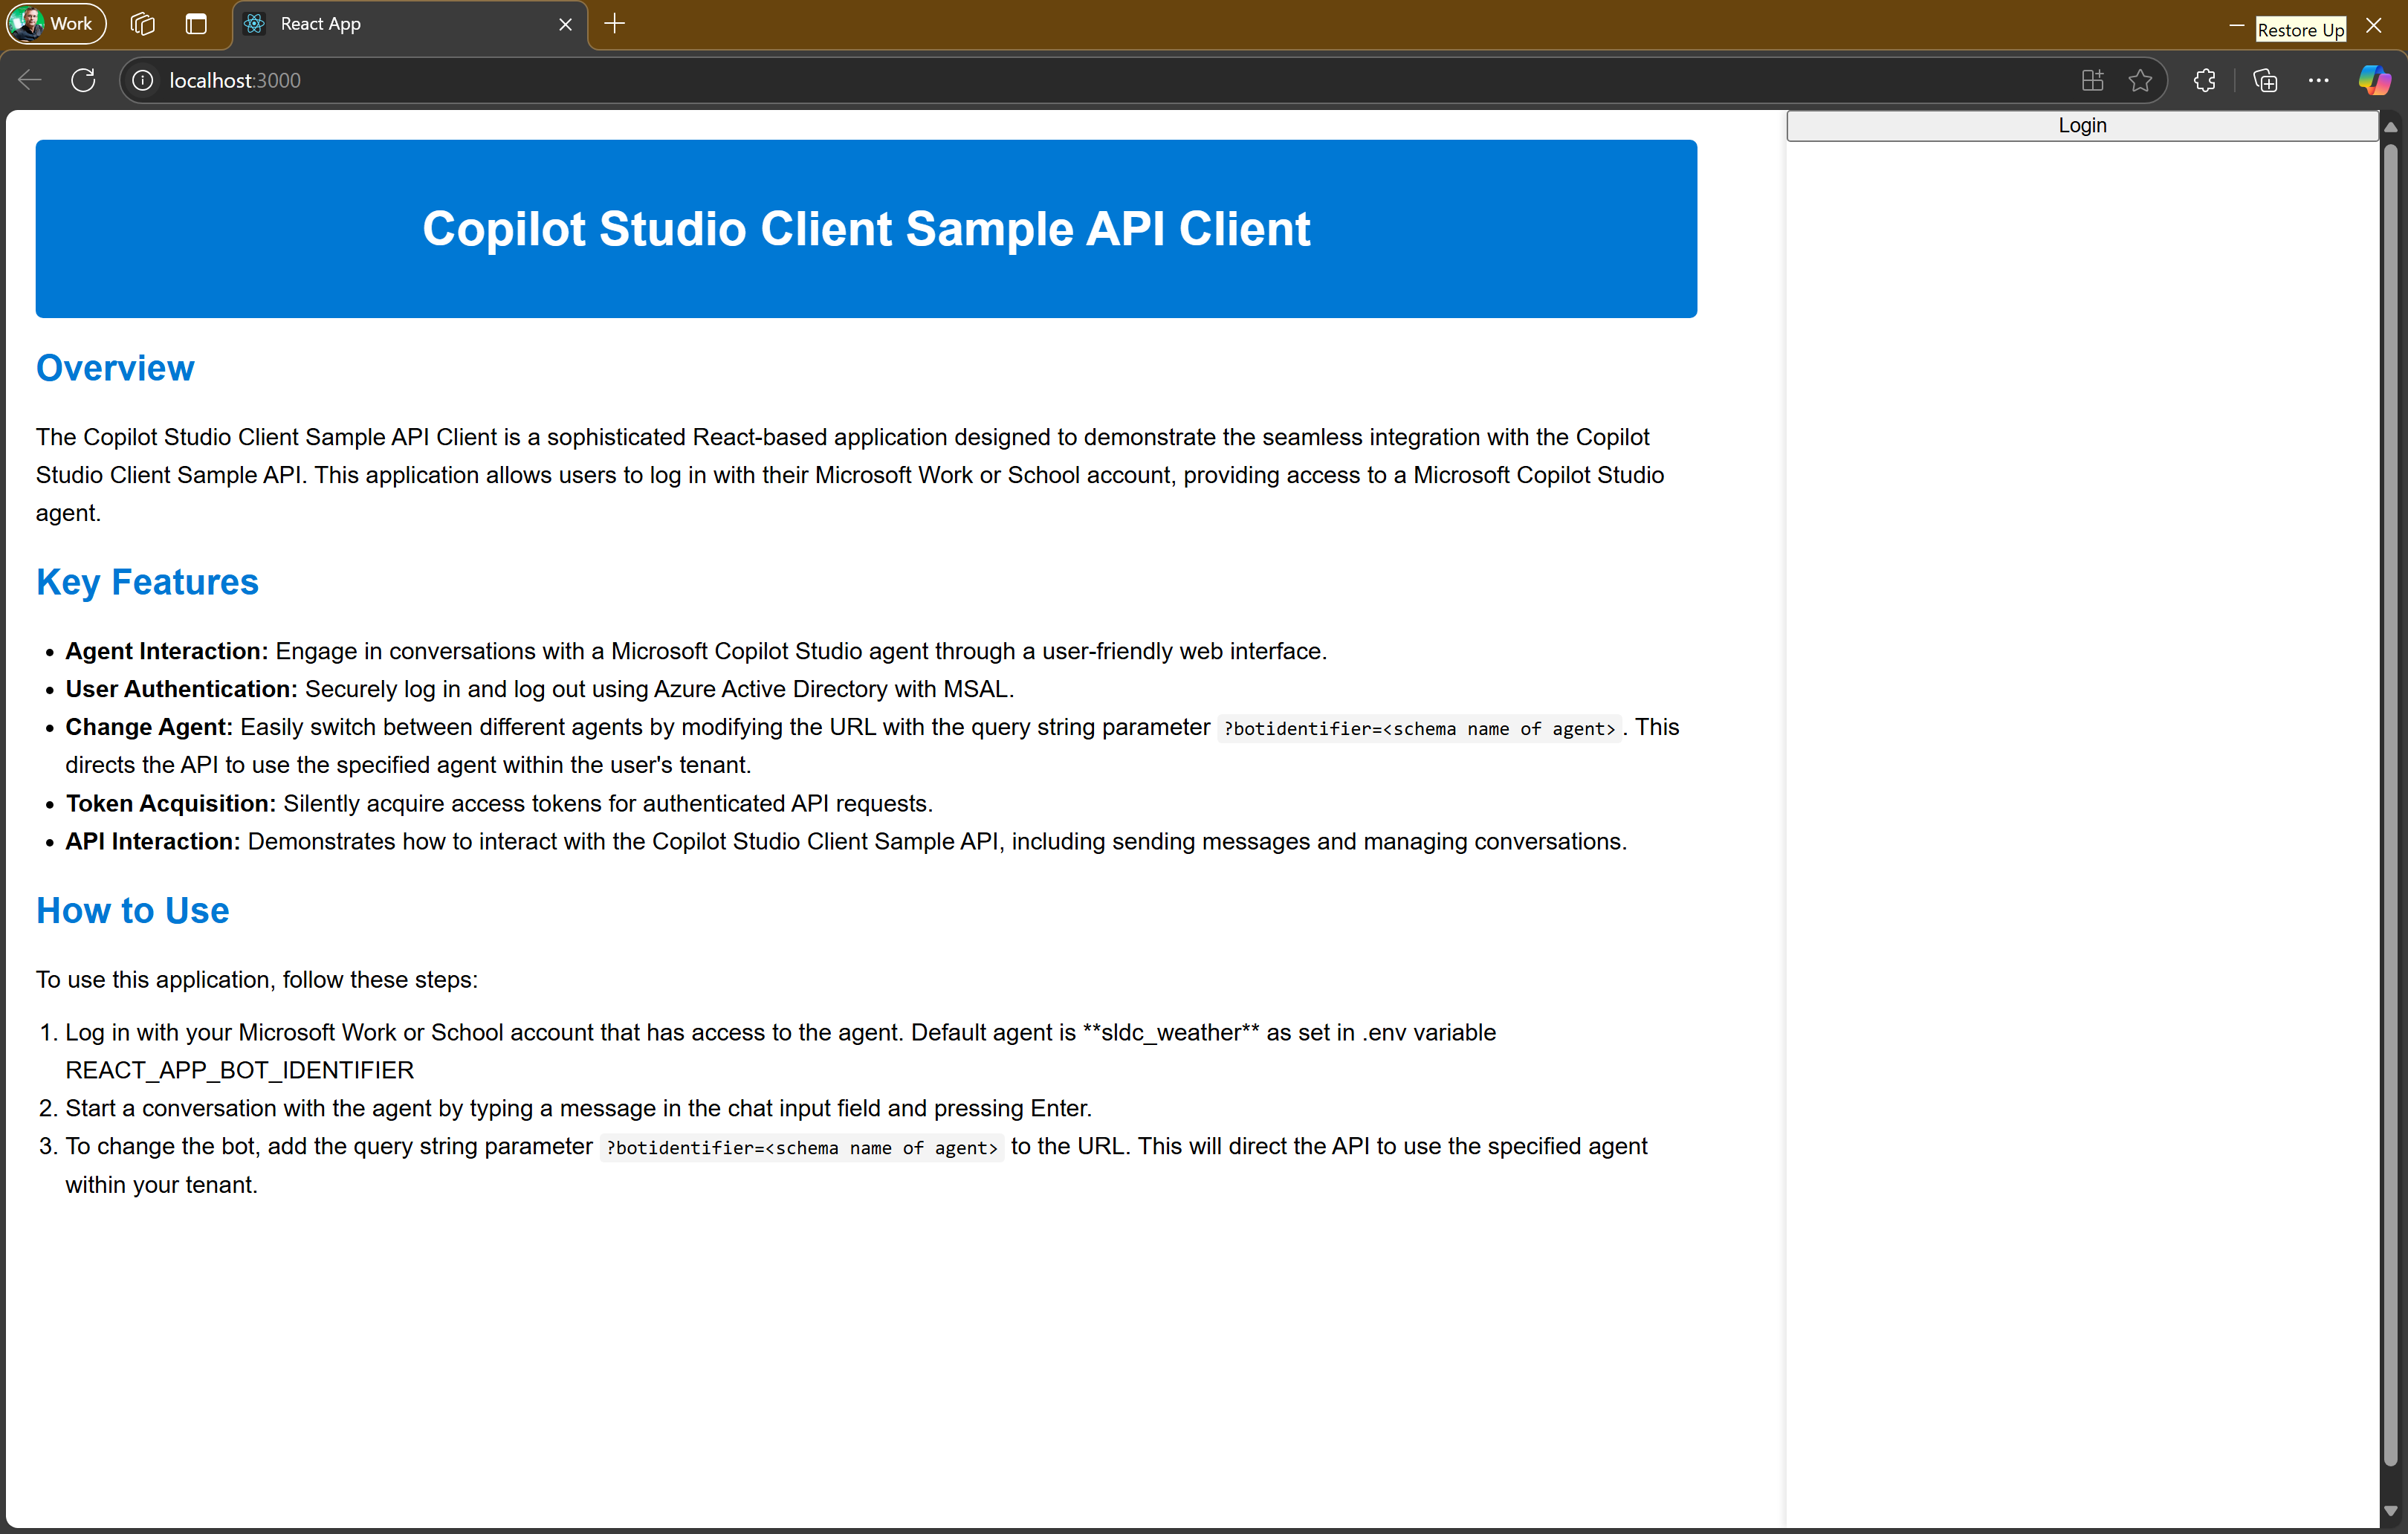 Work
React App
Restore Up
localhost:3000
Login
Copilot Studio Client Sample API Client
Overview
The Copilot Studio Client Sample API Client is a sophisticated React-based application designed to demonstrate the seamless integration with the Copilot
Studio Client Sample API. This application allows users to log in with their Microsoft Work or School account, providing access to a Microsoft Copilot Studio
agent.
Key Features
• Agent Interaction: Engage in conversations with a Microsoft Copilot Studio agent through a user-friendly web interface.
• User Authentication: Securely log in and log out using Azure Active Directory with MSAL.
• Change Agent: Easily switch between different agents by modifying the URL with the query string parameter ?botidentifier=<schema name of agent>. This
directs the API to use the specified agent within the user's tenant.
• Token Acquisition: Silently acquire access tokens for authenticated API requests.
• API Interaction: Demonstrates how to interact with the Copilot Studio Client Sample API, including sending messages and managing conversations.
How to Use
To use this application, follow these steps:
1. Log in with your Microsoft Work or School account that has access to the agent. Default agent is **sldc_weather** as set in .env variable
REACT_APP_BOT_IDENTIFIER
2. Start a conversation with the agent by typing a message in the chat input field and pressing Enter.
3. To change the bot, add the query string parameter ?botidentifier=<schema name of agent> to the URL. This will direct the API to use the specified agent
within your tenant.